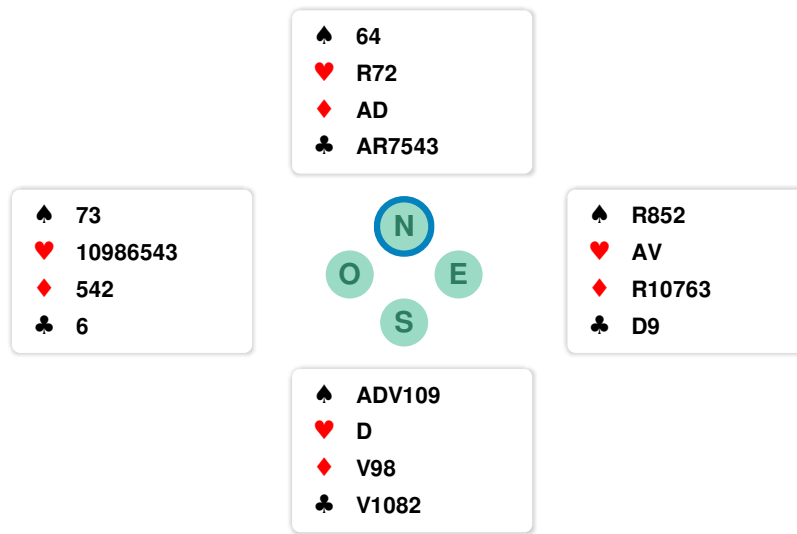 ♠ 64
♥ R72
♦ AD
♣ AR7543
♠ 73
♥ 10986543
♦ 542
♣ 6
N
O
E
S
♠ R852
♥ AV
♦ R10763
♣ D9
♠ ADV109
♥ D
♦ V98
♣ V1082